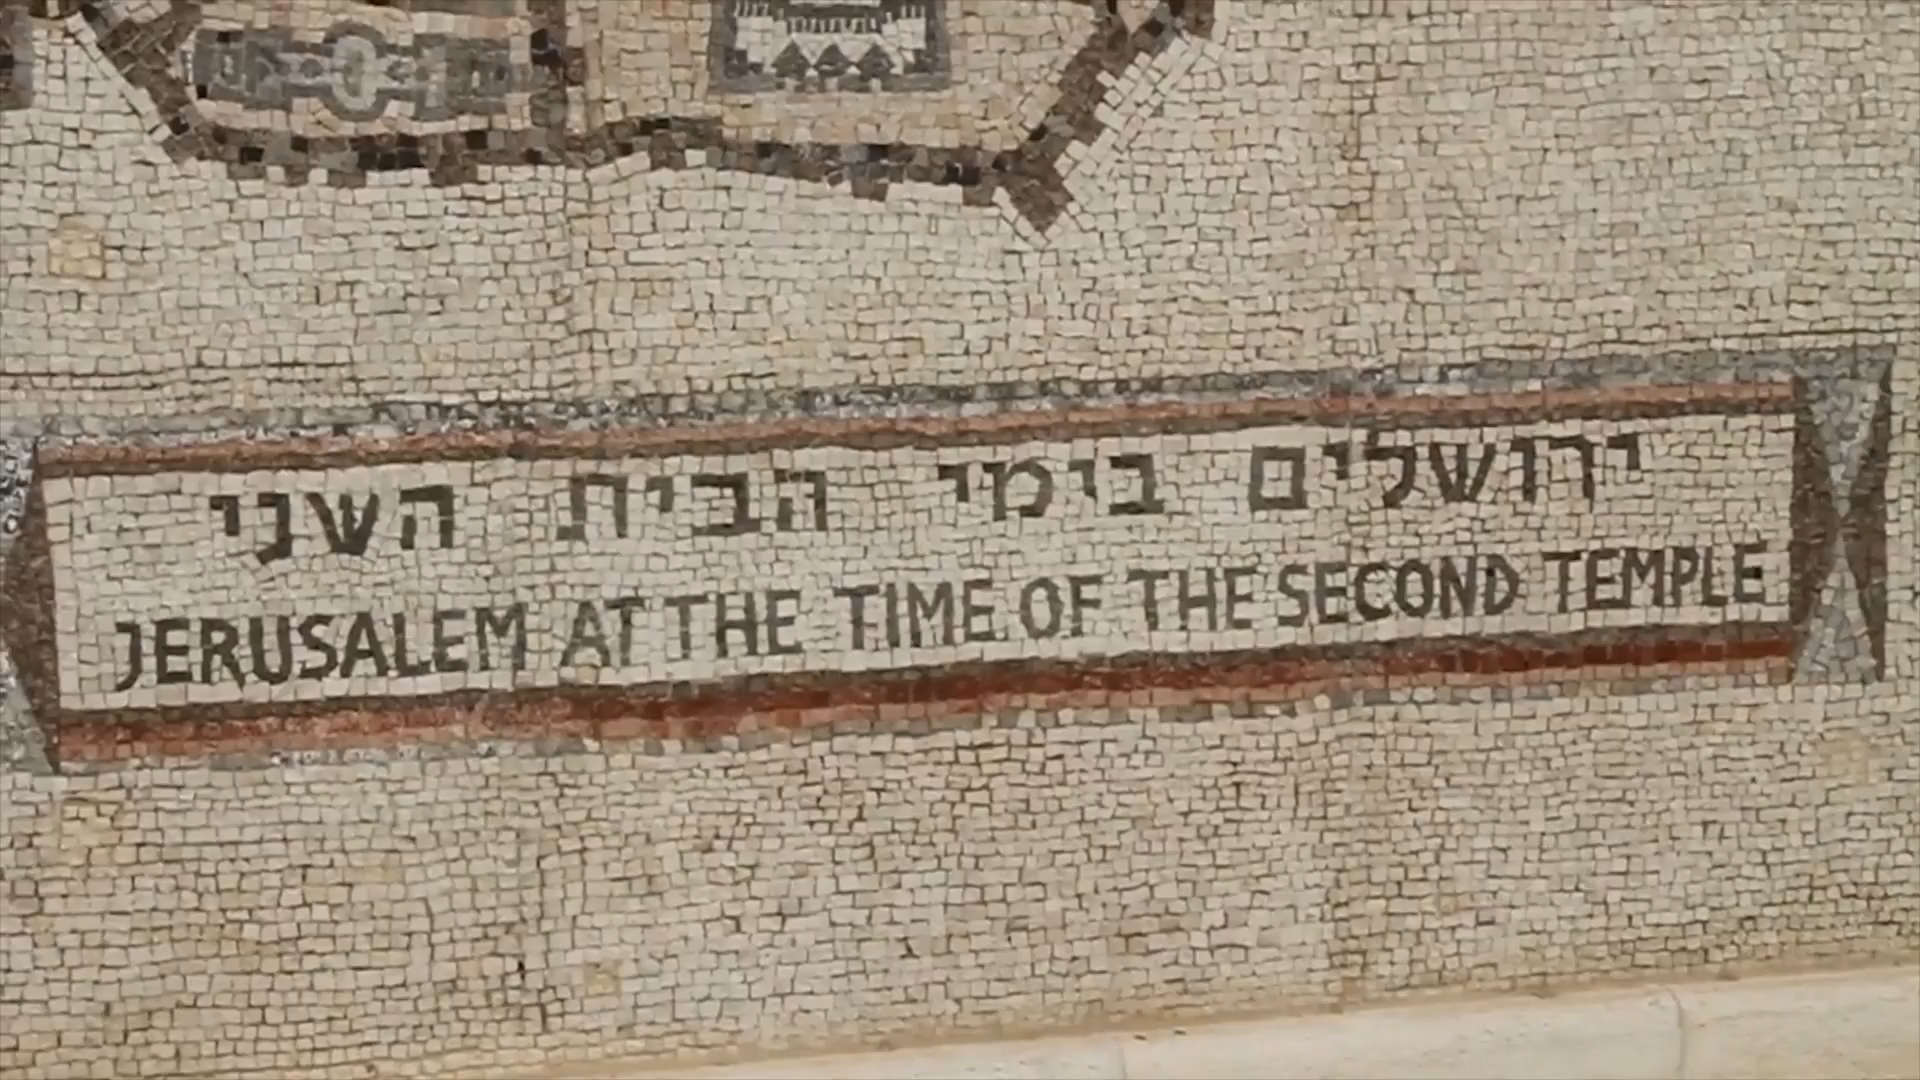 ירושלים בימי הבית השני
JERUSALEM AT THE TIME OF THE SECOND TEMPLE